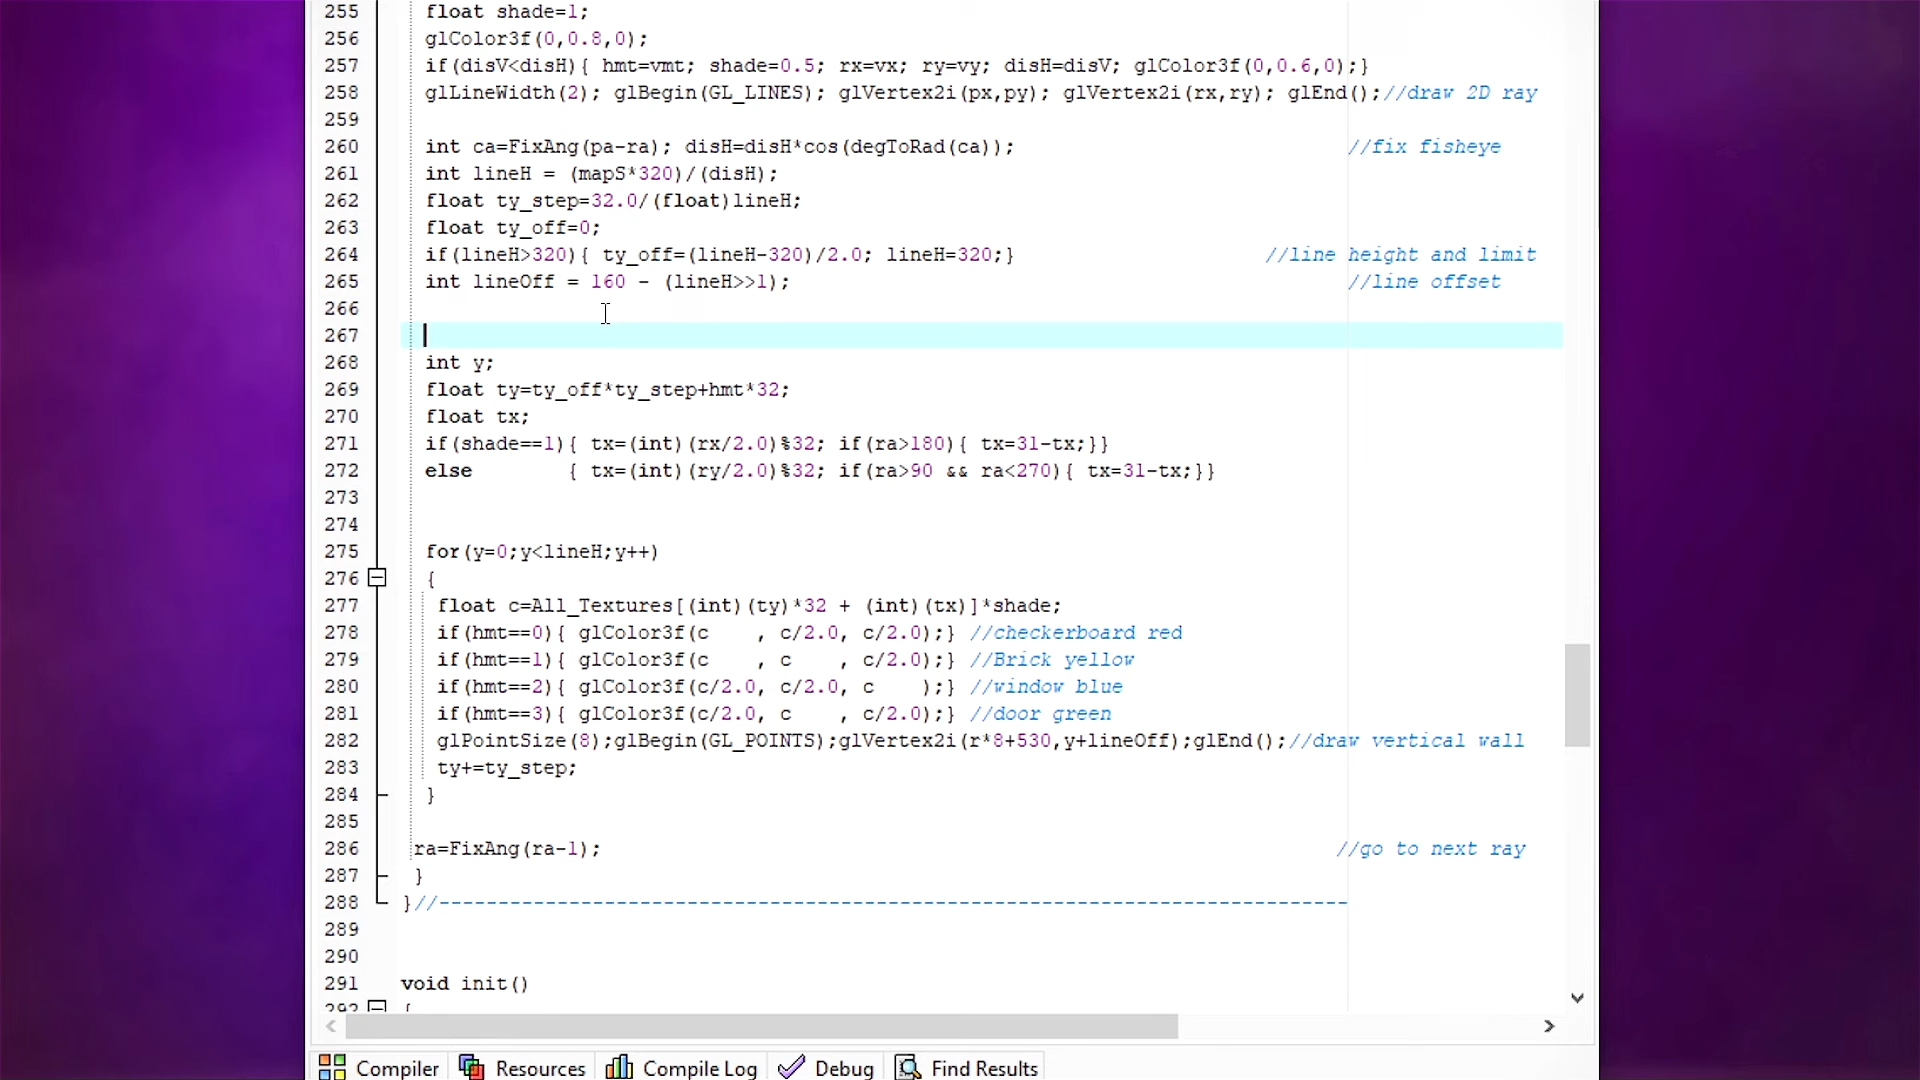 255 float shade=1;
256 glColor3f(0,0.8,0);
257 if(disV<disH){ hmt=vmt; shade=0.5; rx=vx; ry=vy; disH=disV; glColor3f(0,0.6,0);}
258 glLineWidth(2); glBegin(GL_LINES); glVertex2i(px,py); glVertex2i(rx,ry); glEnd();//draw 2D ray
259
260 int ca=FixAng(pa-ra); disH=disH*cos(degToRad(ca)); //fix fisheye
261 int lineH = (mapS*320)/(disH);
262 float ty_step=32.0/(float)lineH;
263 float ty_off=0;
264 if(lineH>320){ ty_off=(lineH-320)/2.0; lineH=320;} //line height and limit
265 int lineOff = 160 - (lineH>>1); //line offset
266
267
268 int y;
269 float ty=ty_off*ty_step+hmt*32;
270 float tx;
271 if(shade==1){ tx=(int)(rx/2.0)%32; if(ra>180){ tx=31-tx;}}
272 else { tx=(int)(ry/2.0)%32; if(ra>90 && ra<270){ tx=31-tx;}}
273
274
275 for(y=0;y<lineH;y++)
276 {
277 float c=All_Textures[(int)(ty)*32 + (int)(tx)]*shade;
278 if(hmt==0){ glColor3f(c , c/2.0, c/2.0);} //checkerboard red
279 if(hmt==1){ glColor3f(c , c , c/2.0);} //Brick yellow
280 if(hmt==2){ glColor3f(c/2.0, c/2.0, c );} //window blue
281 if(hmt==3){ glColor3f(c/2.0, c , c/2.0);} //door green
282 glPointSize(8);glBegin(GL_POINTS);glVertex2i(r*8+530,y+lineOff);glEnd();//draw vertical wall
283 ty+=ty_step;
284 }
285
286 ra=FixAng(ra-1); //go to next ray
287 }
288 }//-----------------------------------------------------------------------------
289
290
291 void init()
292 {
Compiler Resources Compile Log Debug Find Results